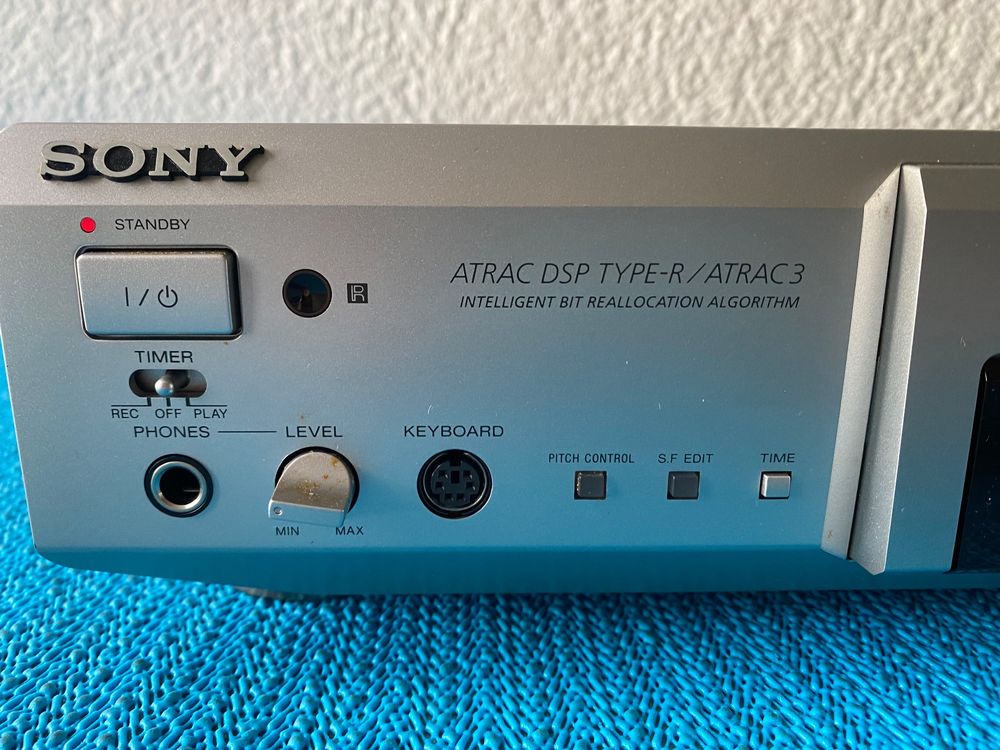 SONY
STANDBY
I / ⏻
IR
ATRAC DSP TYPE-R / ATRAC3
INTELLIGENT BIT REALLOCATION ALGORITHM
TIMER
REC OFF PLAY
PHONES LEVEL KEYBOARD
MIN MAX
PITCH CONTROL S.F EDIT TIME